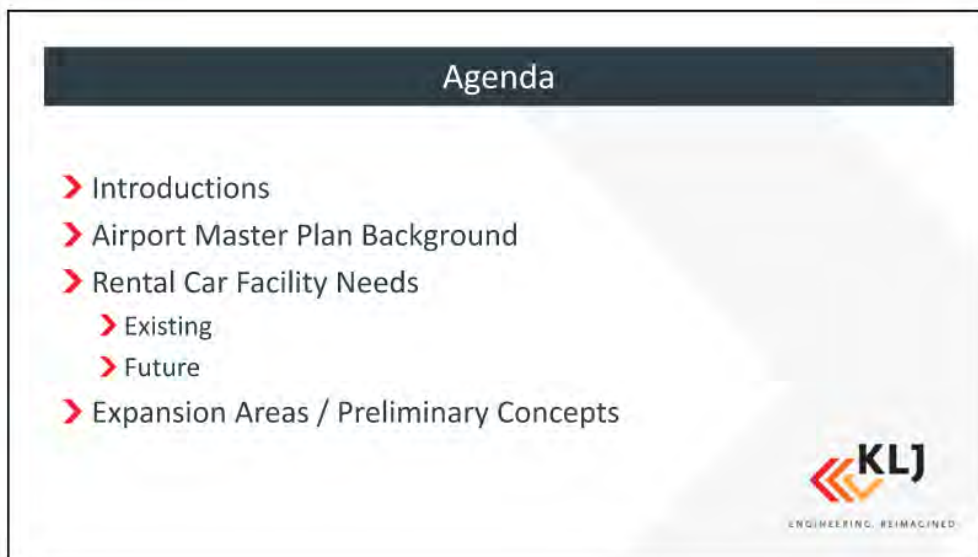 Agenda
Introductions
Airport Master Plan Background
Rental Car Facility Needs
Existing
Future
Expansion Areas / Preliminary Concepts
KLJ
ENGINEERING, REIMAGINED